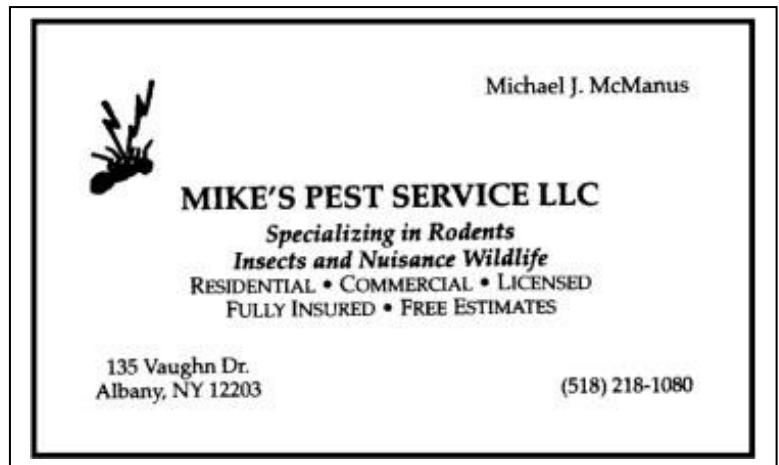 Michael J. McManus
MIKE'S PEST SERVICE LLC
Specializing in Rodents
Insects and Nuisance Wildlife
RESIDENTIAL • COMMERCIAL • LICENSED
FULLY INSURED • FREE ESTIMATES
135 Vaughn Dr.
Albany, NY 12203
(518) 218-1080